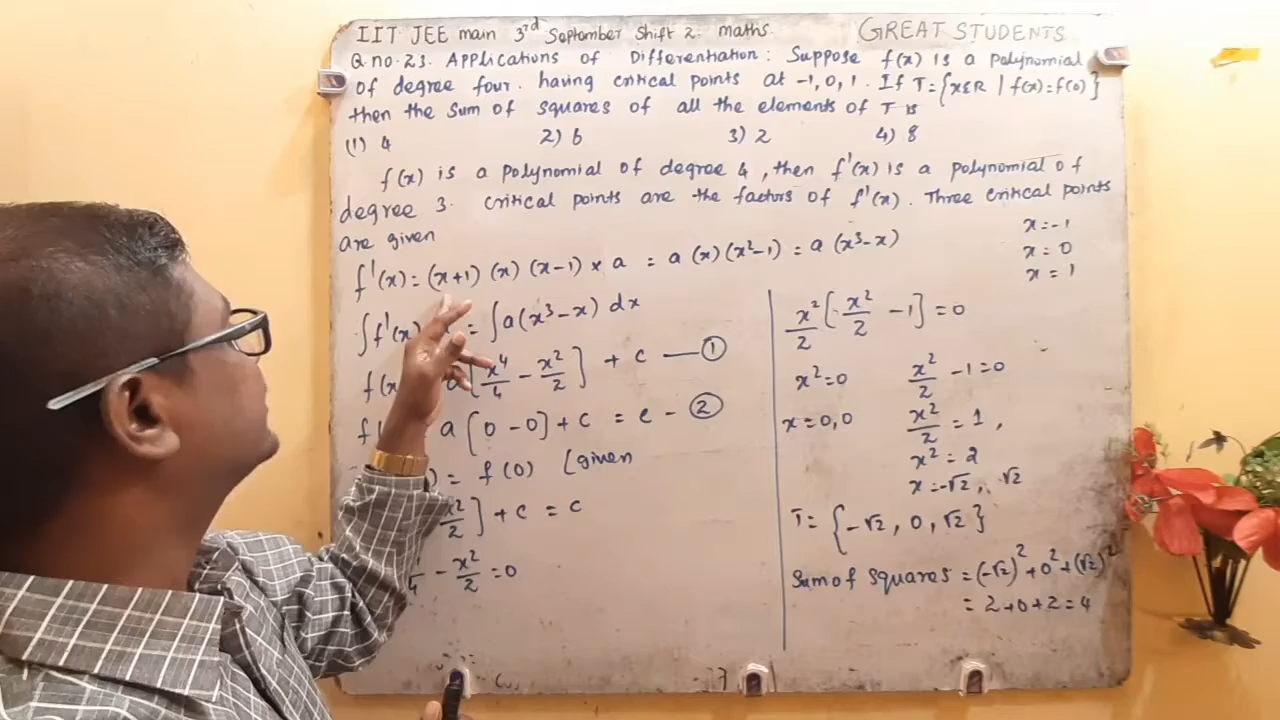 IIT JEE main 3rd September Shift 2 maths. GREAT STUDENTS
Q.no.23. Applications of Differentiation: Suppose f(x) is a polynomial
of degree four. having critical points at -1, 0, 1. If T={x∈R | f(x)=f(0)}
then the sum of squares of all the elements of T is
(1) 4 2) 6 3) 2 4) 8
f(x) is a polynomial of degree 4, then f'(x) is a polynomial of
degree 3. critical points are the factors of f'(x). Three critical points
are given
x=-1
x=0
x=1
f'(x)=(x+1)(x)(x-1)×a = a(x)(x²-1) = a(x³-x)
∫f'(x) = ∫a(x³-x) dx
f(x a[x⁴/4 - x²/2] + c —①
f( a[0-0]+c = c - ②
) = f(0) [given
x²/2] + c = c
/4 - x²/2 = 0
x²/2[x²/2 - 1] = 0
x²=0 x²/2 - 1 = 0
x=0,0 x²/2 = 1,
x² = 2
x=-√2, √2
T= {-√2, 0, √2}
Sum of squares = (-√2)² + 0² + (√2)²
= 2+0+2=4